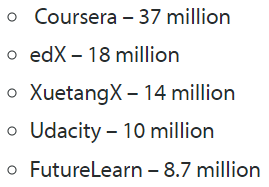 Coursera – 37 million
edX – 18 million
XuetangX – 14 million
Udacity – 10 million
FutureLearn – 8.7 million